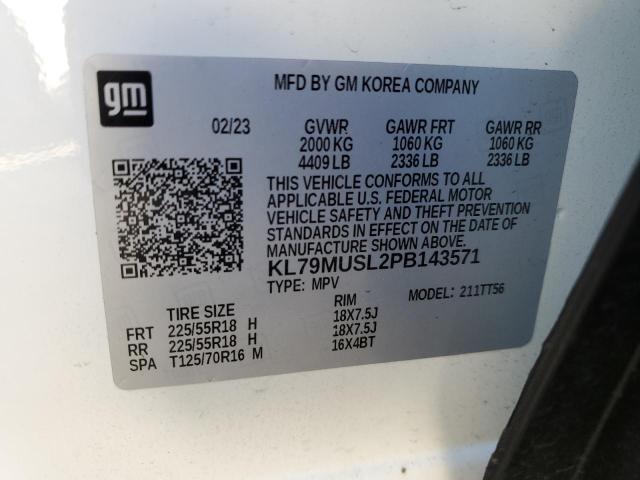 gm
MFD BY GM KOREA COMPANY
02/23 GVWR GAWR FRT GAWR RR
2000 KG 1060 KG 1060 KG
4409 LB 2336 LB 2336 LB
THIS VEHICLE CONFORMS TO ALL
APPLICABLE U.S. FEDERAL MOTOR
VEHICLE SAFETY AND THEFT PREVENTION
STANDARDS IN EFFECT ON THE DATE OF
MANUFACTURE SHOWN ABOVE.
KL79MUSL2PB143571
TYPE: MPV MODEL: 211TT56
TIRE SIZE RIM
FRT 225/55R18 H 18X7.5J
RR 225/55R18 H 18X7.5J
SPA T125/70R16 M 16X4BT